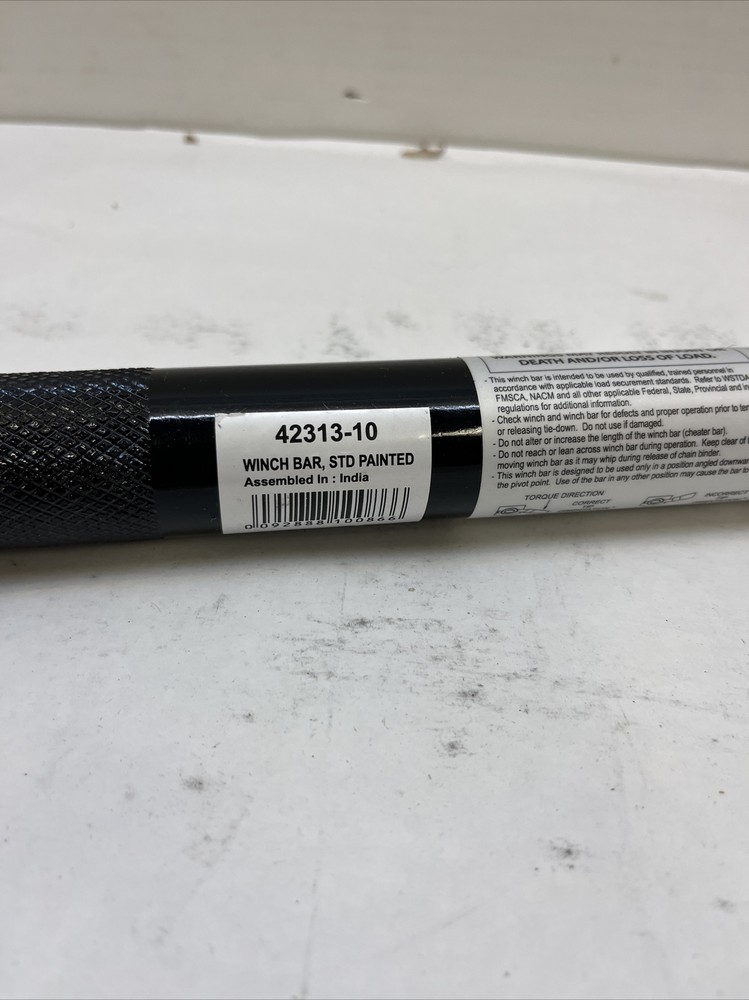 42313-10
WINCH BAR, STD PAINTED
Assembled In : India
0 092888 100866
DEATH AND/OR LOSS OF LOAD.
- This winch bar is intended to be used by qualified, trained personnel in
accordance with applicable load securement standards. Refer to WSTDA,
FMSCA, NACM and all other applicable Federal, State, Provincial and
regulations for additional information.
- Check winch and winch bar for defects and proper operation prior to
or releasing tie-down. Do not use if damaged.
- Do not alter or increase the length of the winch bar (cheater bar).
- Do not reach or lean across winch bar during operation. Keep clear of
moving winch bar as it may whip during release of chain binder.
- This winch bar is designed to be used only in a position angled downwar
the pivot point. Use of the bar in any other position may cause the bar to
TORQUE DIRECTION
CORRECT
INCORREC